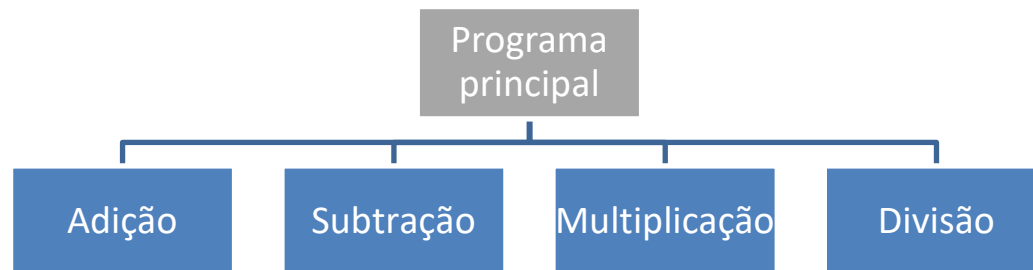 Programa
principal
Adição
Subtração
Multiplicação
Divisão